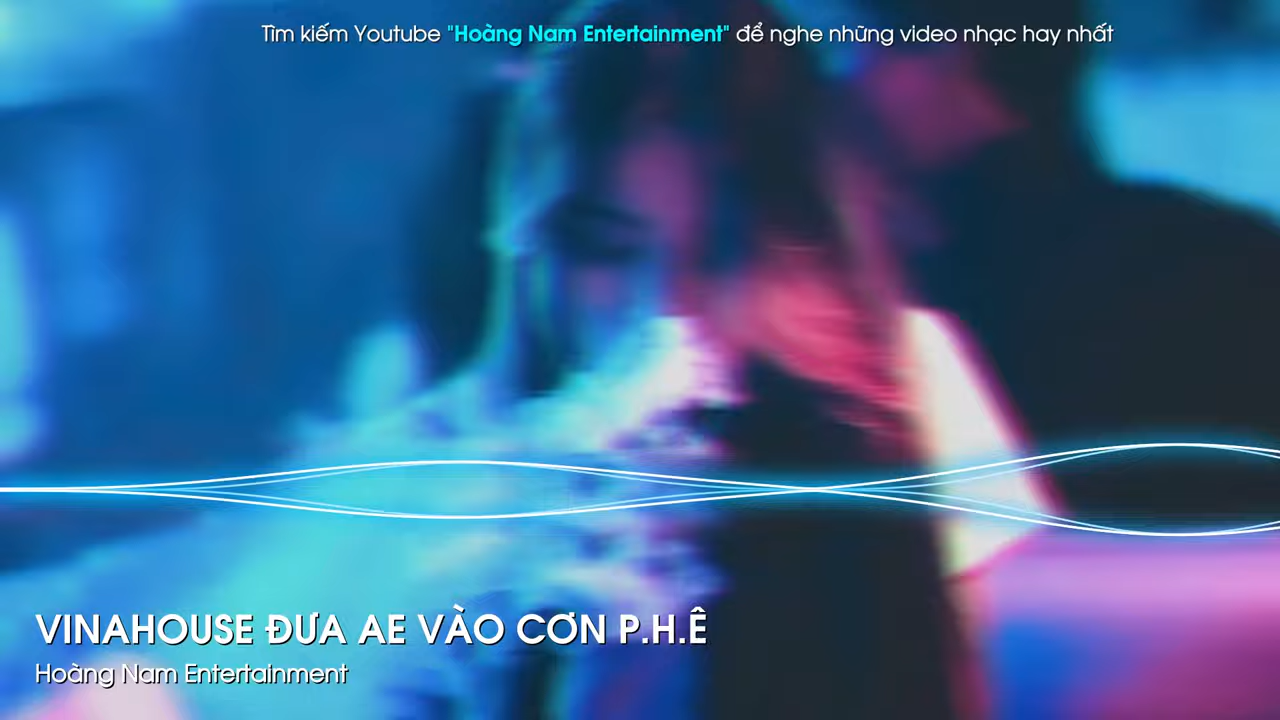 Tìm kiếm Youtube "Hoàng Nam Entertainment" để nghe những video nhạc hay nhất
VINAHOUSE ĐƯA AE VÀO CƠN P.H.Ê
Hoàng Nam Entertainment